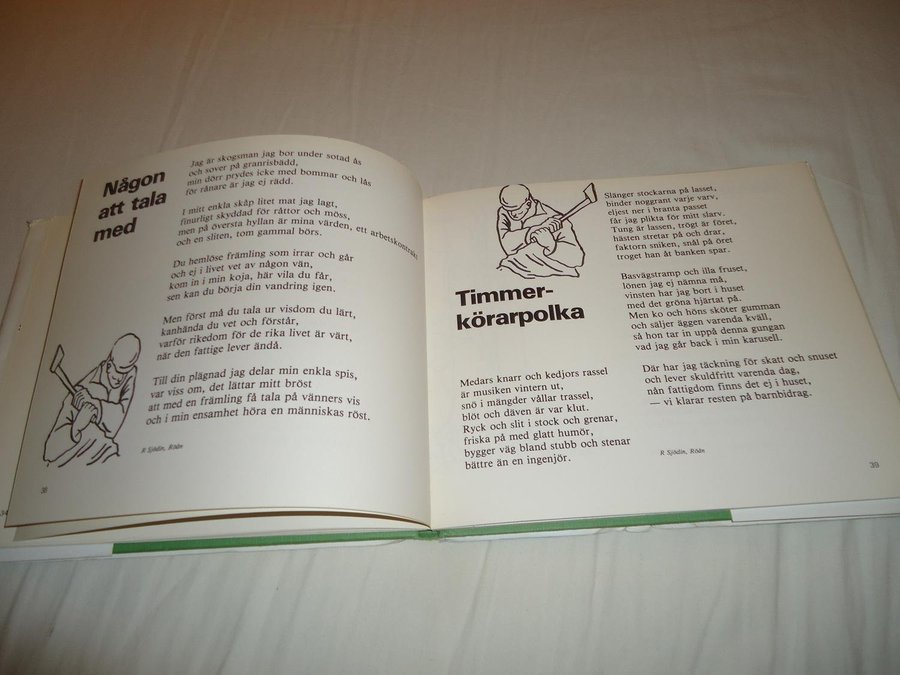 Någon
att tala
med
Jag är skogsman jag bor under sotad ås
och sover på granrisbädd,
min dörr prydes icke med bommar och lås
för rånare är jag ej rädd.
I mitt enkla skåp litet mat jag lagt,
finurligt skyddad för råttor och möss,
men på översta hyllan är mina värden, ett arbetskontrakt
och en sliten, tom gammal börs.
Du hemlöse främling som irrar och går
och ej i livet vet av någon vän,
kom in i min koja, här vila du får,
sen kan du börja din vandring igen.
Men först må du tala ur visdom du lärt,
kanhända du vet och förstår,
varför rikedom för de rika livet är värt,
när den fattige lever ändå.
Till din plägnad jag delar min enkla spis,
var viss om, det lättar mitt bröst
att med en främling få tala på vänners vis
och i min ensamhet höra en människas röst.
R Sjödin, Rödn
38
Timmer-
körarpolka
Medars knarr och kedjors rassel
är musiken vintern ut,
snö i mängder vållar trassel,
blöt och däven är var klut.
Ryck och slit i stock och grenar,
friska på med glatt humör,
bygger väg bland stubb och stenar
bättre än en ingenjör.
Slänger stockarna på lasset,
binder noggrant varje varv,
eljest ner i branta passet
får jag plikta för mitt slarv.
Tung är lassen, trögt är föret,
hästen stretar på och drar,
faktorn sniken, snål på öret
troget han åt banken spar.
Basvägstramp och illa fruset,
lönen jag ej nämna må,
vinsten har jag bort i huset
med det gröna hjärtat på.
Men ko och höns sköter gumman
och säljer äggen varenda kväll,
så hon tar in uppå denna gungan
vad jag går back i min karusell.
Där har jag täckning för skatt och snuset
och lever skuldfritt varenda dag,
nån fattigdom finns det ej i huset,
— vi klarar resten på barnbidrag.
R Sjödin, Rödn
39